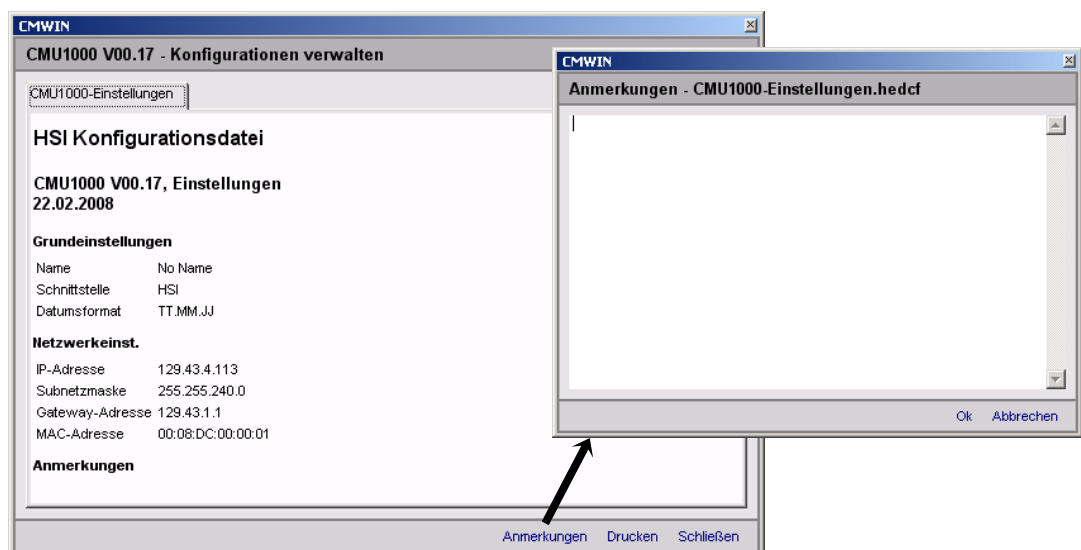 CMWIN
CMU1000 V00.17 - Konfigurationen verwalten
CMU1000-Einstellungen
HSI Konfigurationsdatei
CMU1000 V00.17, Einstellungen
22.02.2008
Grundeinstellungen
Name No Name
Schnittstelle HSI
Datumsformat TT.MM.JJ
Netzwerkeinst.
IP-Adresse 129.43.4.113
Subnetzmaske 255.255.240.0
Gateway-Adresse 129.43.1.1
MAC-Adresse 00:08:DC:00:00:01
Anmerkungen
Anmerkungen Drucken Schließen
CMWIN
Anmerkungen - CMU1000-Einstellungen.hedcf
Ok Abbrechen